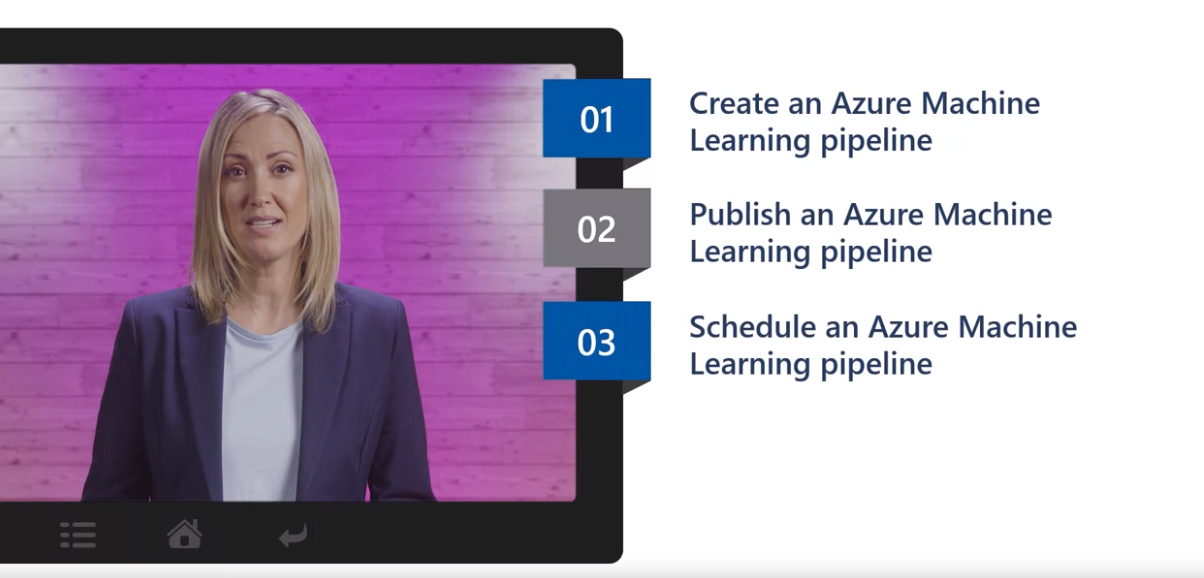 01
Create an Azure Machine
Learning pipeline
02
Publish an Azure Machine
Learning pipeline
03
Schedule an Azure Machine
Learning pipeline